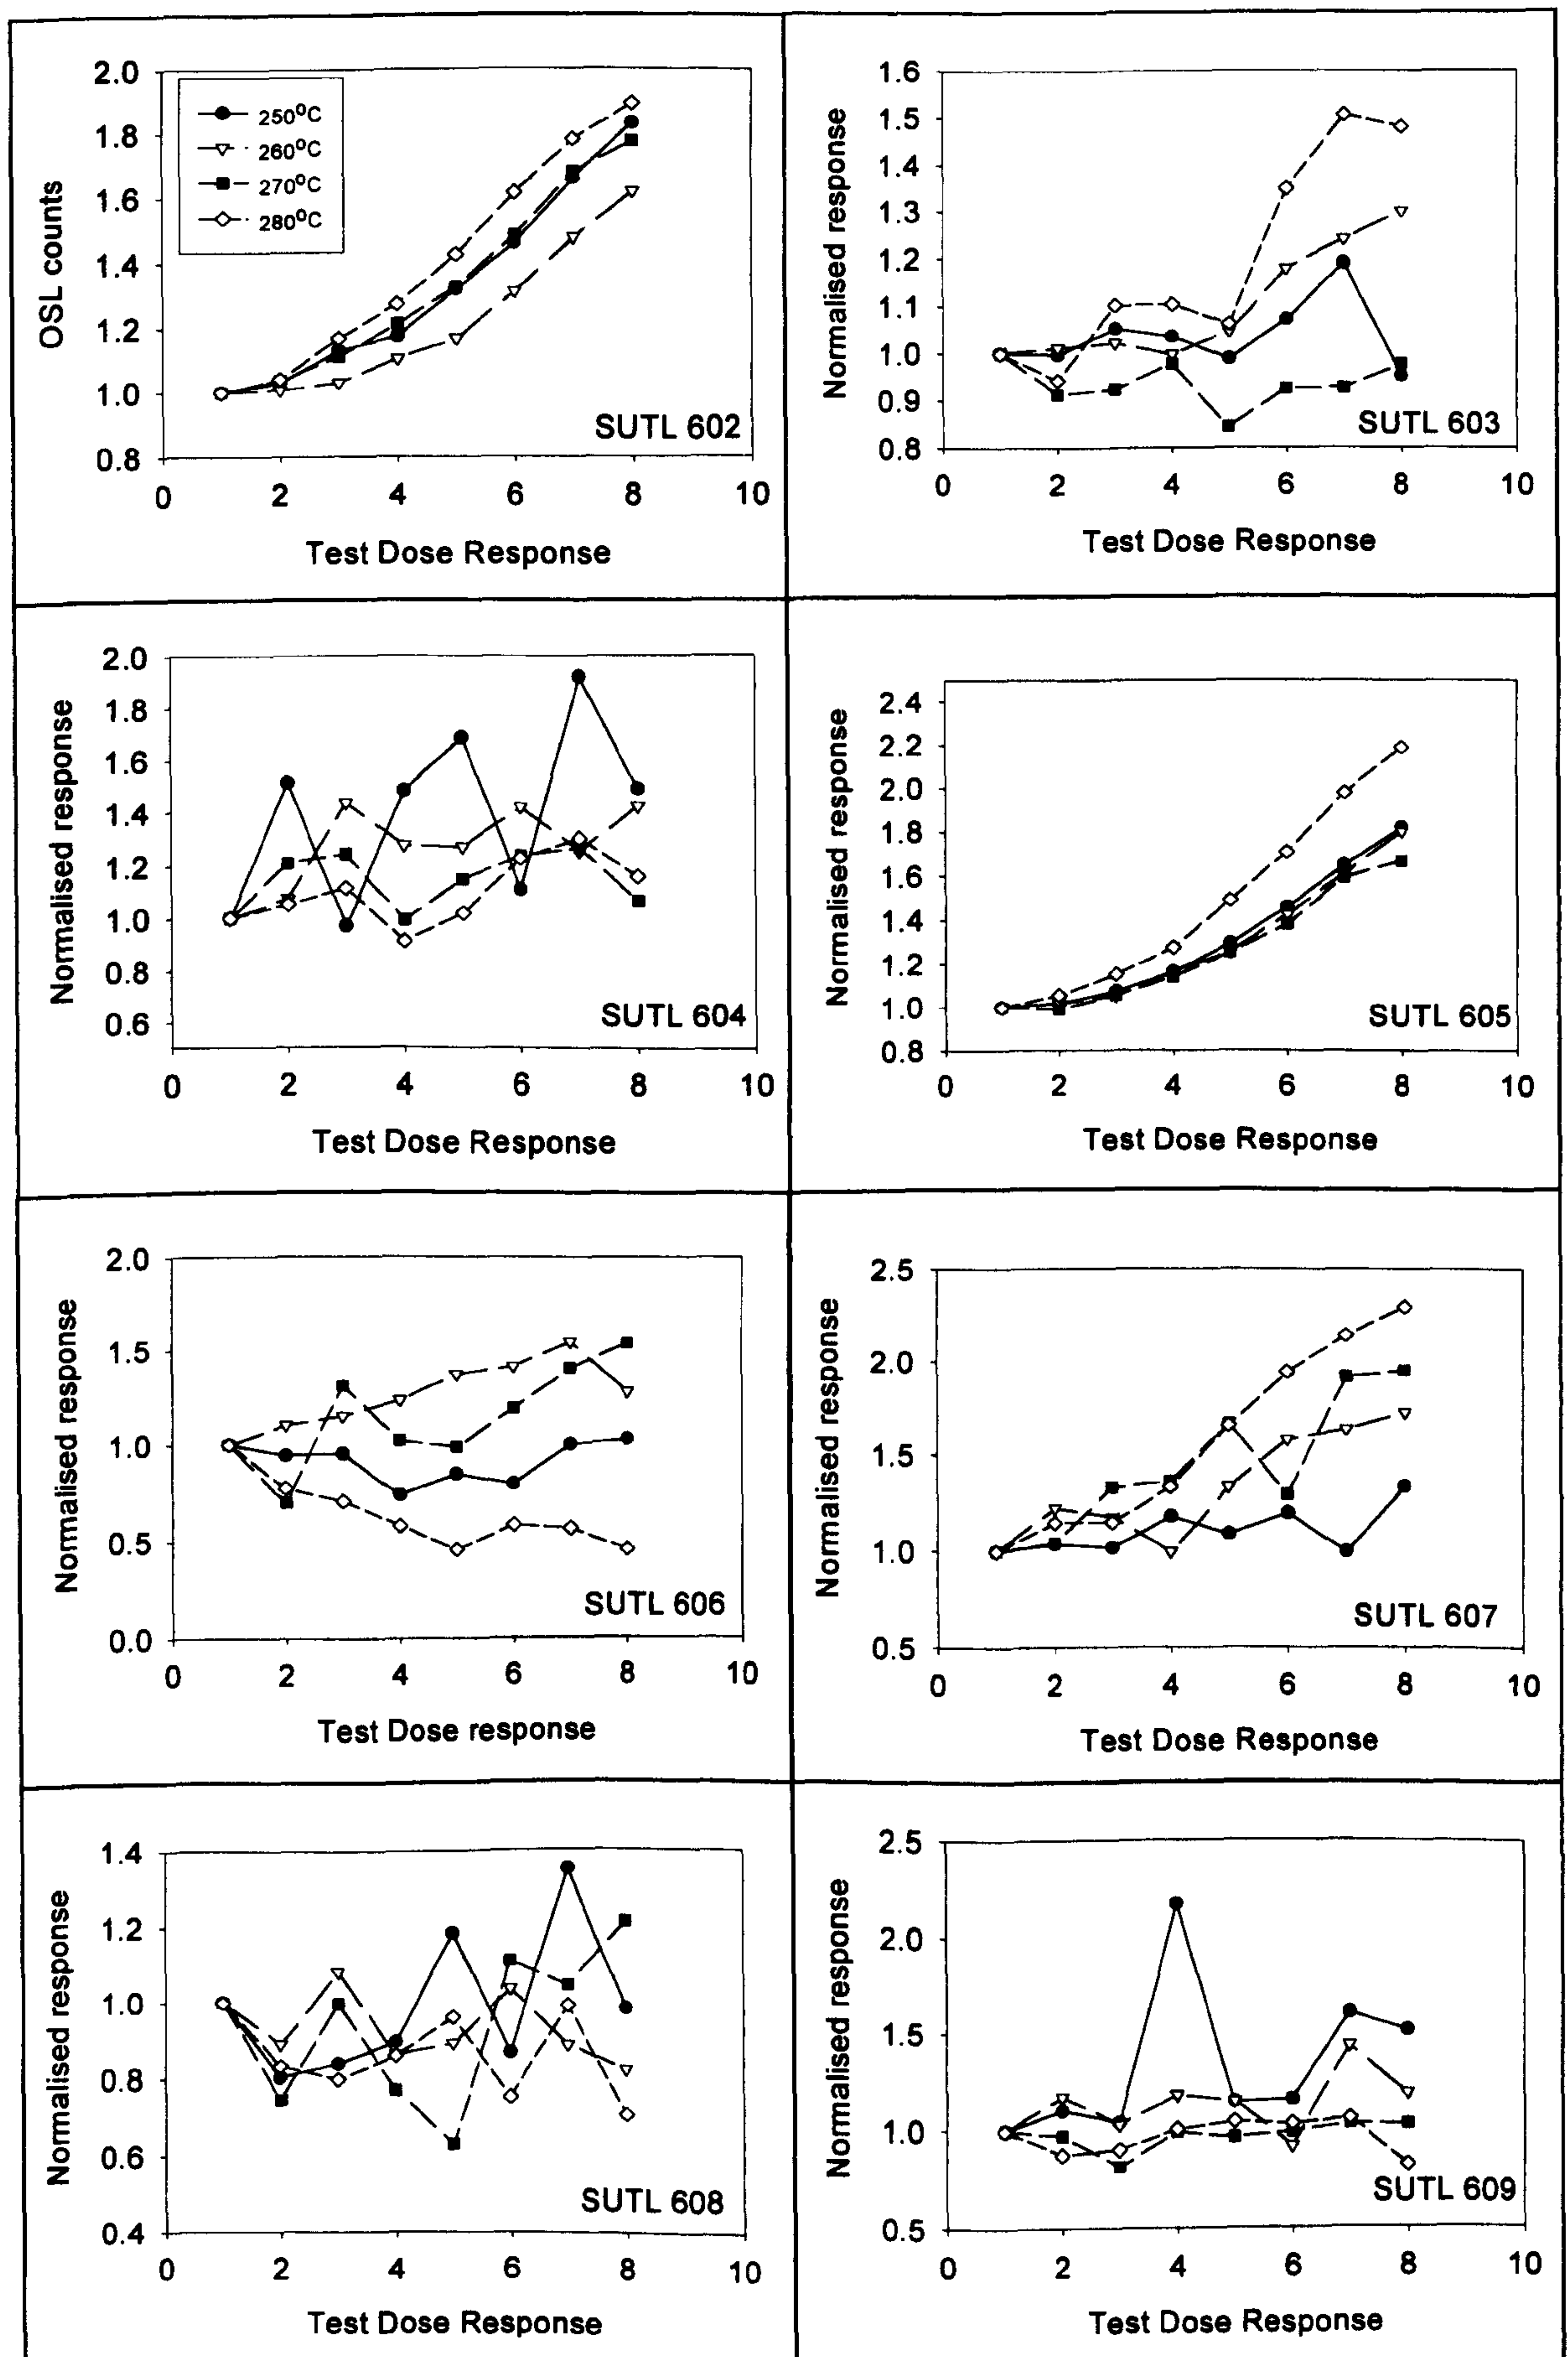 2.0
1.8
1.6
1.4
1.2
1.0
0.8
OSL counts
250°C
260°C
270°C
280°C
SUTL 602
0 2 4 6 8 10
Test Dose Response
1.6
1.5
1.4
1.3
1.2
1.1
1.0
0.9
0.8
Normalised response
SUTL 603
0 2 4 6 8 10
Test Dose Response
2.0
1.8
1.6
1.4
1.2
1.0
0.8
0.6
Normalised response
SUTL 604
0 2 4 6 8 10
Test Dose Response
2.4
2.2
2.0
1.8
1.6
1.4
1.2
1.0
0.8
Normalised response
SUTL 605
0 2 4 6 8 10
Test Dose Response
2.0
1.5
1.0
0.5
0.0
Normalised response
SUTL 606
0 2 4 6 8 10
Test Dose response
2.5
2.0
1.5
1.0
0.5
Normalised response
SUTL 607
0 2 4 6 8 10
Test Dose Response
1.4
1.2
1.0
0.8
0.6
0.4
Normalised response
SUTL 608
0 2 4 6 8 10
Test Dose Response
2.5
2.0
1.5
1.0
0.5
Normalised response
SUTL 609
0 2 4 6 8 10
Test Dose Response